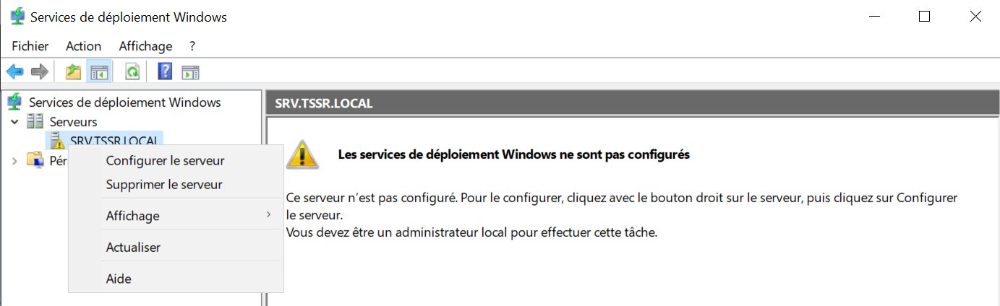 Services de déploiement Windows
Fichier Action Affichage ?
Services de déploiement Windows
Serveurs
SRV.TSSR.LOCAL
Pér
Configurer le serveur
Supprimer le serveur
Affichage
Actualiser
Aide
SRV.TSSR.LOCAL
Les services de déploiement Windows ne sont pas configurés
Ce serveur n'est pas configuré. Pour le configurer, cliquez avec le bouton droit sur le serveur, puis cliquez sur Configurer
le serveur.
Vous devez être un administrateur local pour effectuer cette tâche.